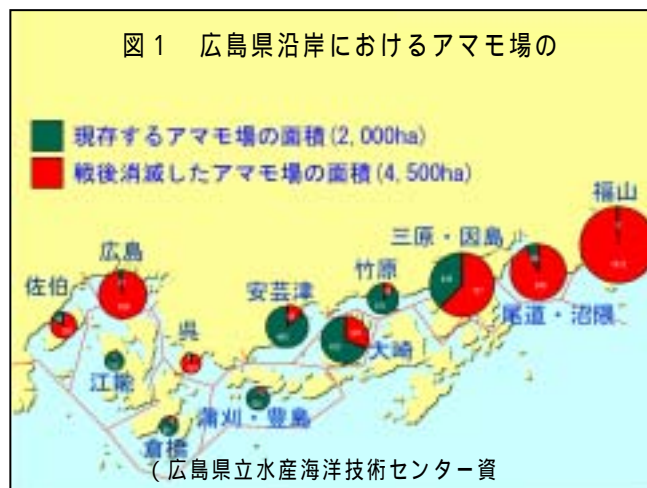 図1 広島県沿岸におけるアマモ場の
現存するアマモ場の面積(2,000ha)
戦後消滅したアマモ場の面積(4,500ha)
福山
三原・因島
広島
竹原
佐伯
安芸津
尾道・沼隈
大崎
呉
江能
蒲刈・豊島
倉橋
(広島県立水産海洋技術センター資